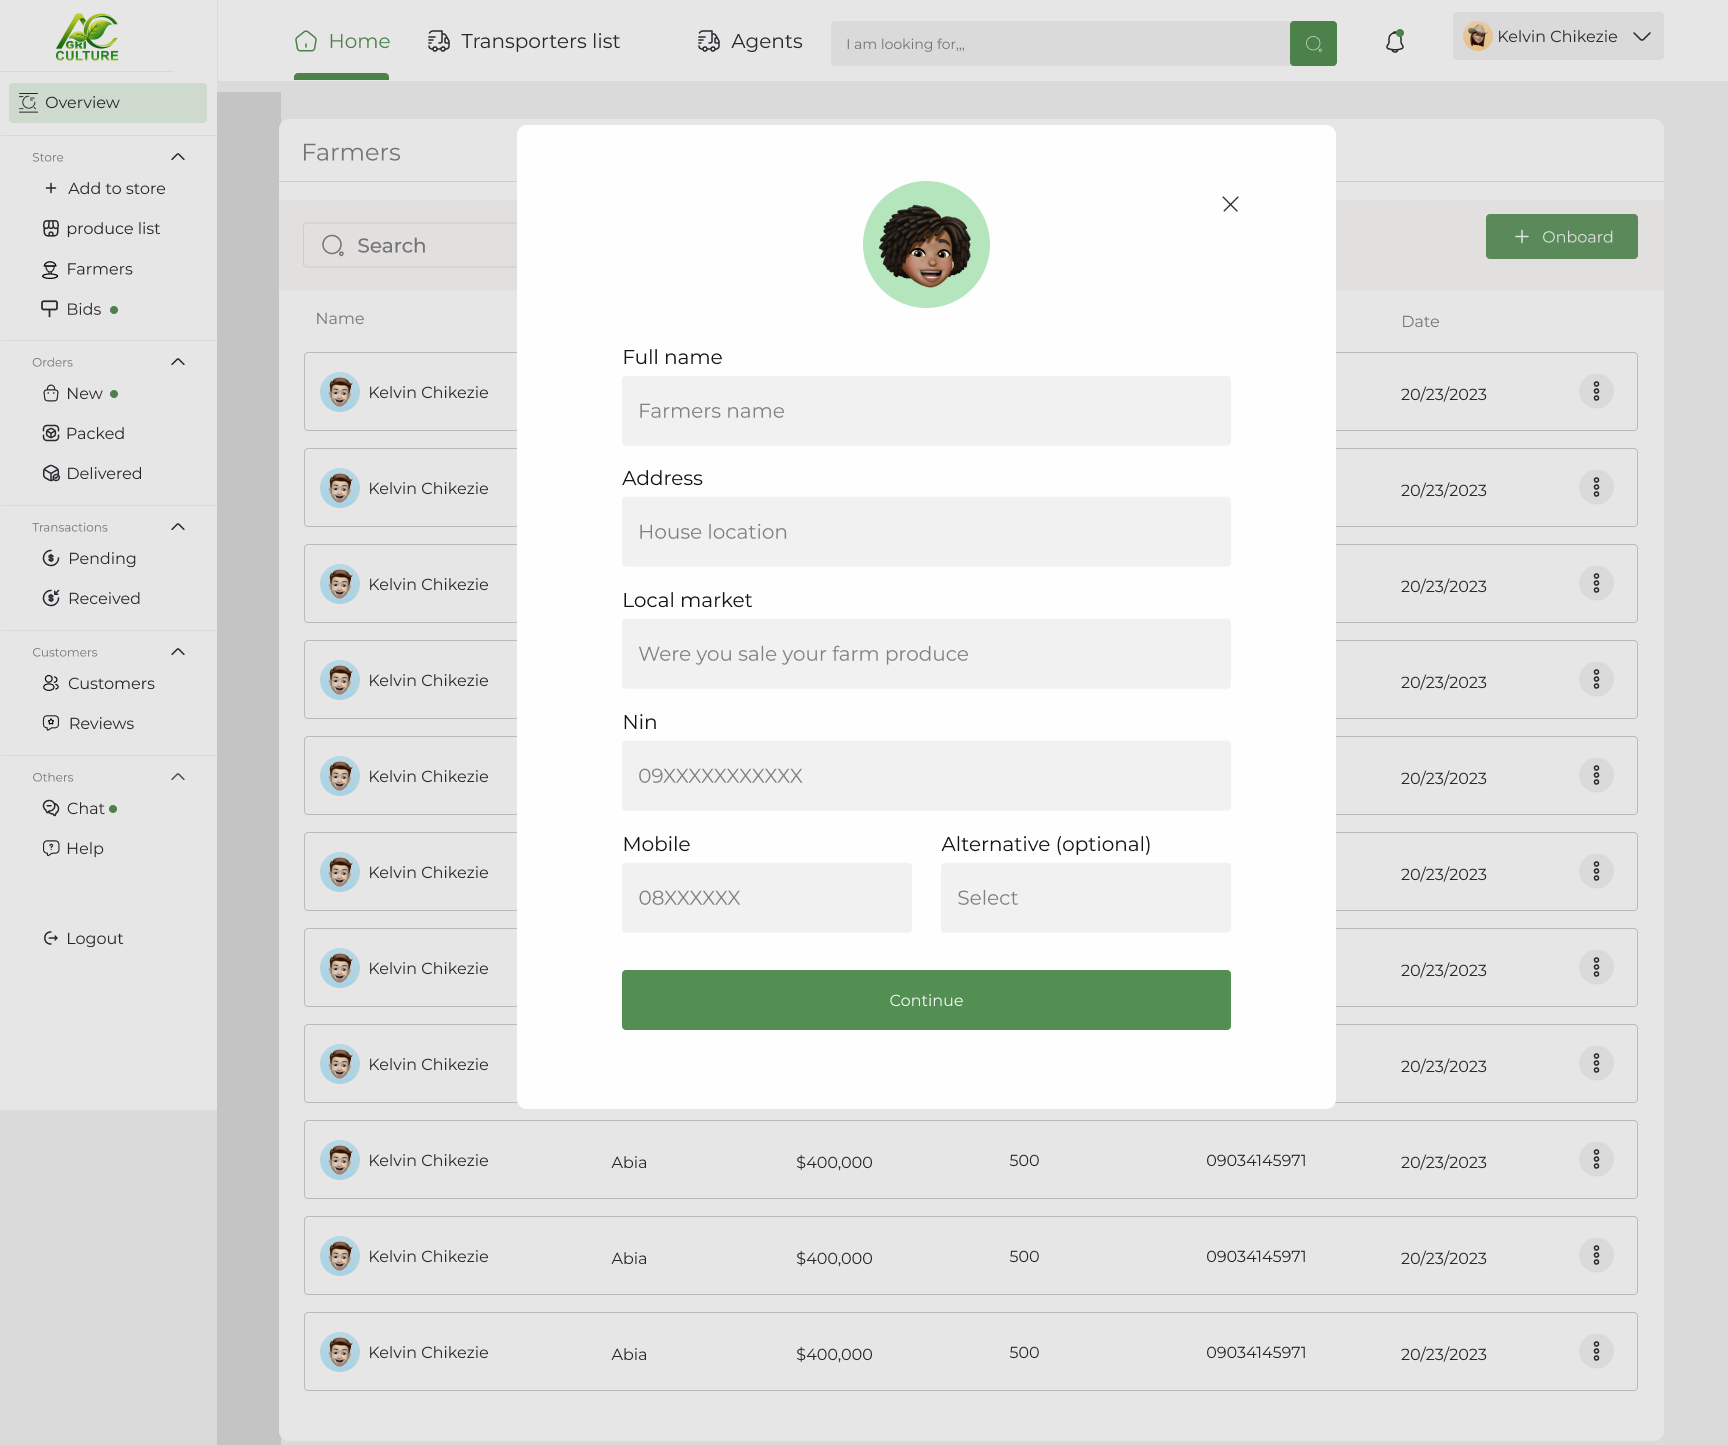 AC
GRI
CULTURE
Home
Transporters list
Agents
I am looking for,,,
Kelvin Chikezie
Overview
Store
Add to store
produce list
Farmers
Bids
Orders
New
Packed
Delivered
Transactions
Pending
Received
Customers
Customers
Reviews
Others
Chat
Help
Logout
Farmers
Search
Onboard
Name
Date
Kelvin Chikezie
20/23/2023
Kelvin Chikezie
20/23/2023
Kelvin Chikezie
20/23/2023
Kelvin Chikezie
20/23/2023
Kelvin Chikezie
20/23/2023
Kelvin Chikezie
20/23/2023
Kelvin Chikezie
20/23/2023
Kelvin Chikezie
20/23/2023
Kelvin Chikezie Abia $400,000 500 09034145971 20/23/2023
Kelvin Chikezie Abia $400,000 500 09034145971 20/23/2023
Kelvin Chikezie Abia $400,000 500 09034145971 20/23/2023
Full name
Farmers name
Address
House location
Local market
Were you sale your farm produce
Nin
09XXXXXXXXXXX
Mobile
08XXXXXX
Alternative (optional)
Select
Continue